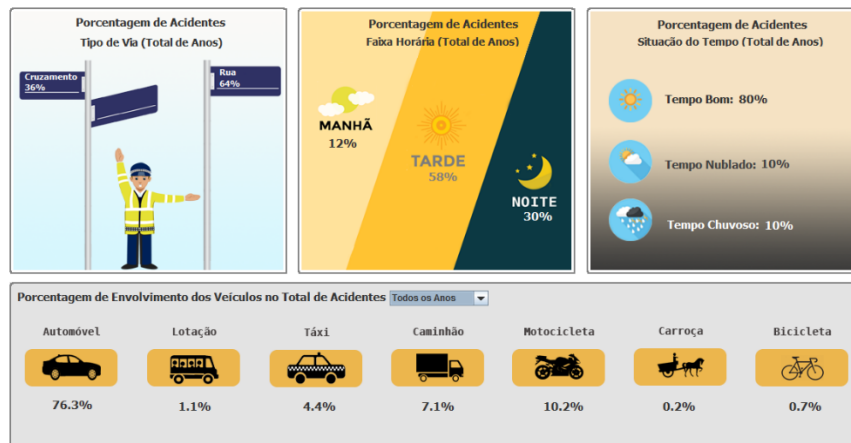 Porcentagem de Acidentes
Tipo de Via (Total de Anos)
Cruzamento
36%
Rua
64%
Porcentagem de Acidentes
Faixa Horária (Total de Anos)
MANHÃ
12%
TARDE
58%
NOITE
30%
Porcentagem de Acidentes
Situação do Tempo (Total de Anos)
Tempo Bom: 80%
Tempo Nublado: 10%
Tempo Chuvoso: 10%
Porcentagem de Envolvimento dos Veículos no Total de Acidentes Todos os Anos
Automóvel Lotação Táxi Caminhão Motocicleta Carroça Bicicleta
76.3% 1.1% 4.4% 7.1% 10.2% 0.2% 0.7%